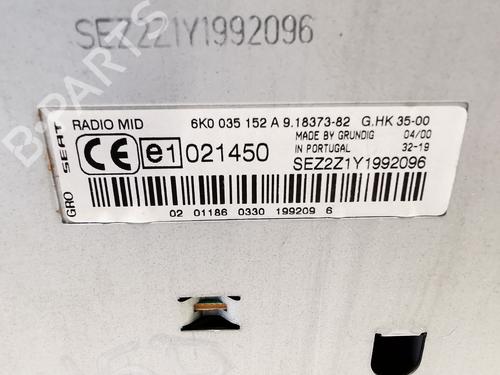 SEZ2Z1Y1992096
RADIO MID 6K0 035 152 A 9.18373-82 G.HK 35-00
MADE BY GRUNDIG 04/00
IN PORTUGAL 32-19
GRO SEAT
CE e1 021450 SEZ2Z1Y1992096
02 01186 0330 199209 6
B-PARTS